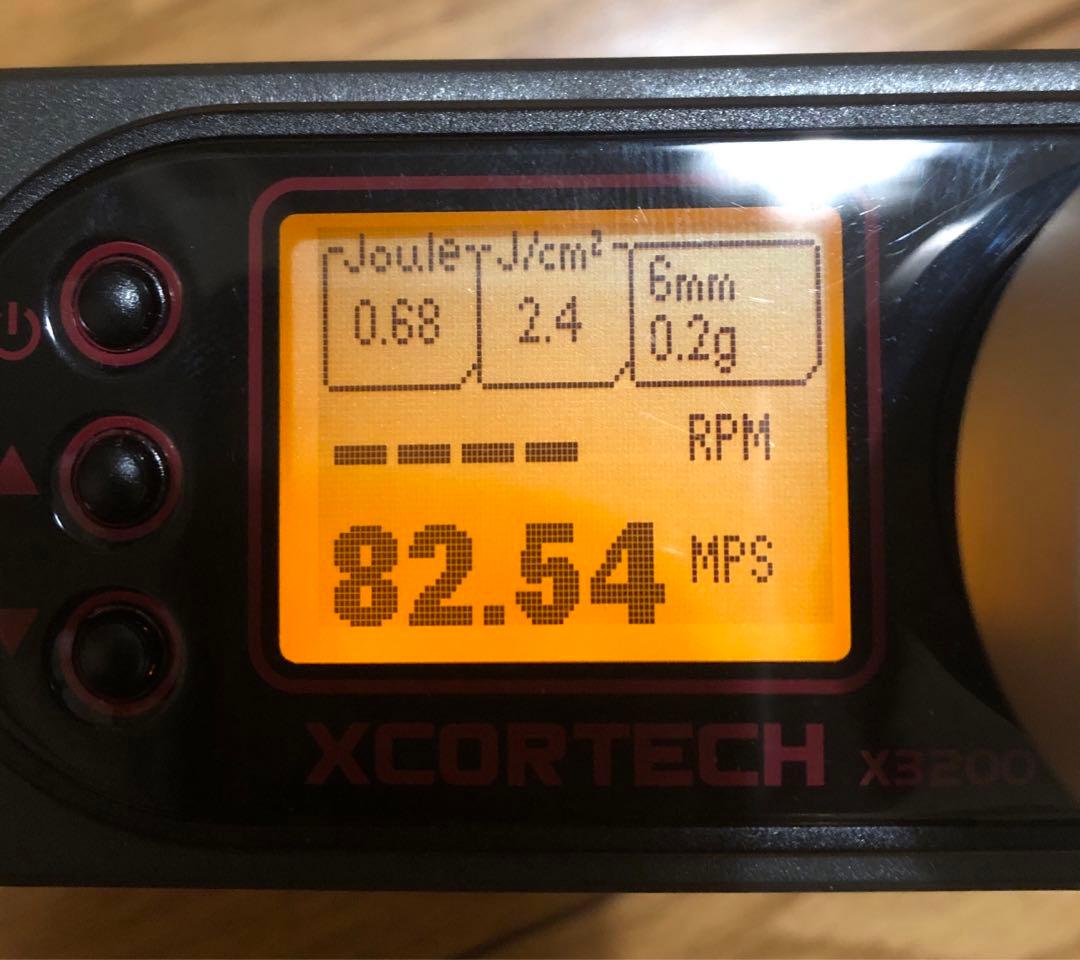 Joule J/cm² 6mm
0.68 2.4 0.2g
---- RPM
82.54 MPS
XCORTECH X3200